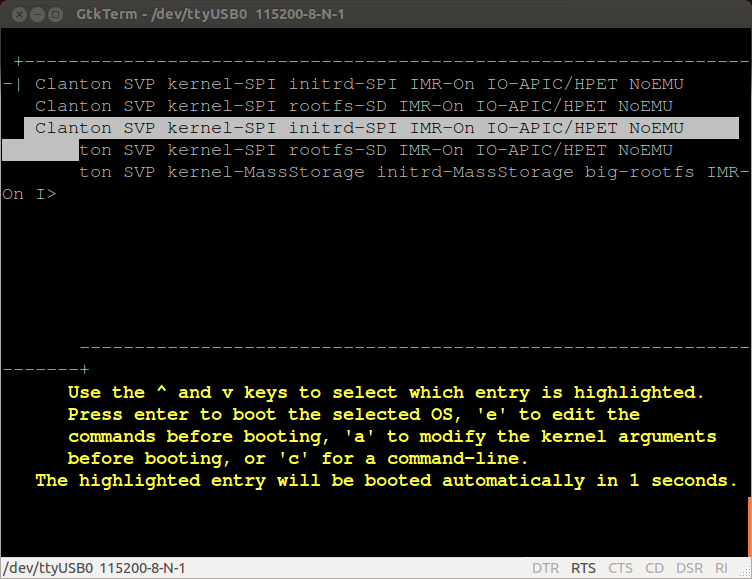 GtkTerm - /dev/ttyUSB0 115200-8-N-1
+------------------------------------------------------------------
-| Clanton SVP kernel-SPI initrd-SPI IMR-On IO-APIC/HPET NoEMU
Clanton SVP kernel-SPI rootfs-SD IMR-On IO-APIC/HPET NoEMU
Clanton SVP kernel-SPI initrd-SPI IMR-On IO-APIC/HPET NoEMU
ton SVP kernel-SPI rootfs-SD IMR-On IO-APIC/HPET NoEMU
ton SVP kernel-MassStorage initrd-MassStorage big-rootfs IMR-
On I>
-------------------------------------------------------------
-------+
Use the ^ and v keys to select which entry is highlighted.
Press enter to boot the selected OS, 'e' to edit the
commands before booting, 'a' to modify the kernel arguments
before booting, or 'c' for a command-line.
The highlighted entry will be booted automatically in 1 seconds.
/dev/ttyUSB0 115200-8-N-1 DTR RTS CTS CD DSR RI